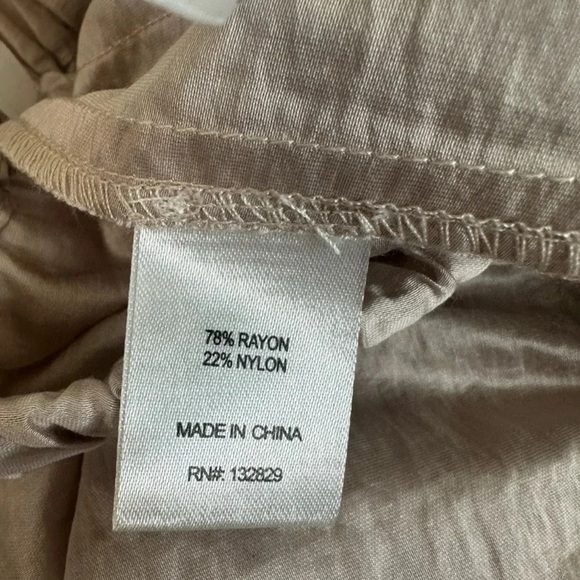 78% RAYON
22% NYLON
MADE IN CHINA
RN#: 132829